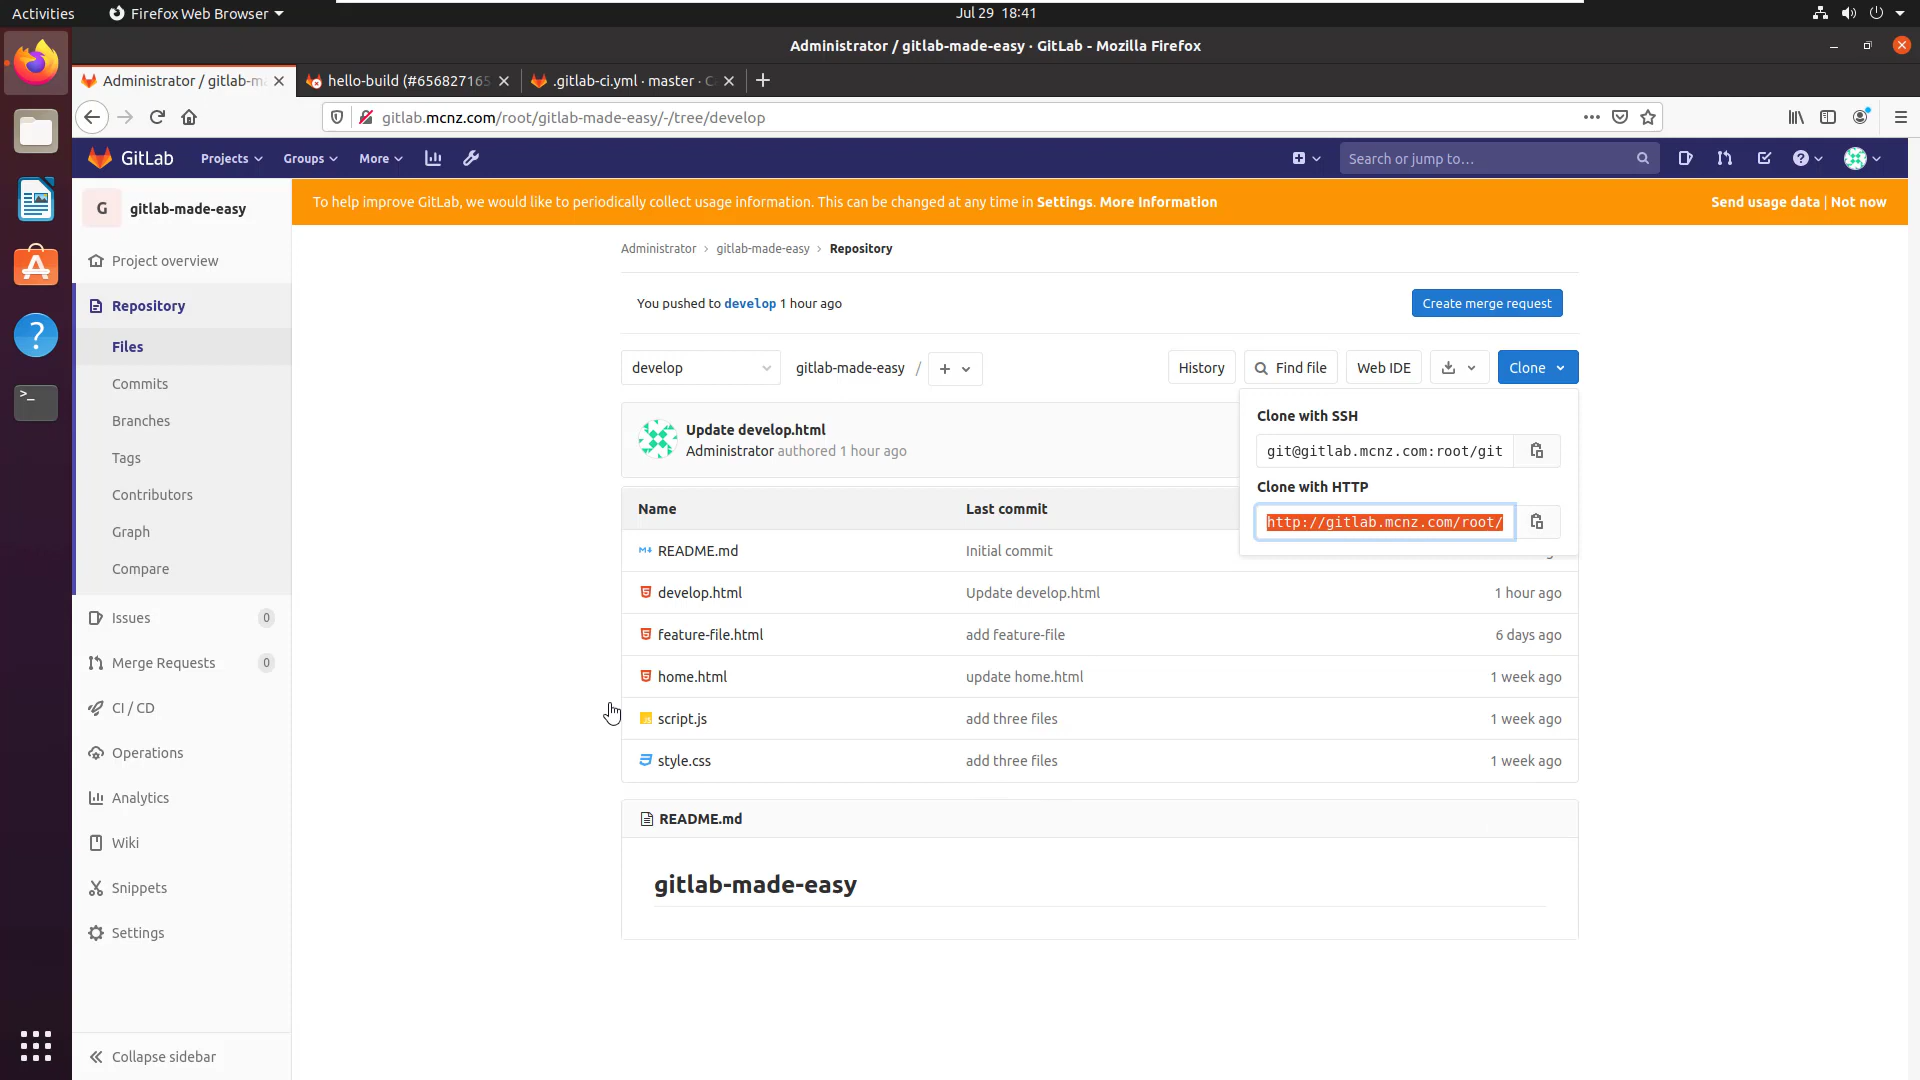 Activities
Firefox Web Browser
Jul 29 18:41
Administrator / gitlab-made-easy · GitLab - Mozilla Firefox
Administrator / gitlab-m
hello-build (#656827165
.gitlab-ci.yml · master · C
gitlab.mcnz.com/root/gitlab-made-easy/-/tree/develop
GitLab
Projects
Groups
More
Search or jump to…
G
gitlab-made-easy
To help improve GitLab, we would like to periodically collect usage information. This can be changed at any time in Settings. More Information
Send usage data | Not now
Project overview
Repository
Files
Commits
Branches
Tags
Contributors
Graph
Compare
Issues 0
Merge Requests 0
CI / CD
Operations
Analytics
Wiki
Snippets
Settings
Collapse sidebar
Administrator › gitlab-made-easy › Repository
You pushed to develop 1 hour ago
Create merge request
develop
gitlab-made-easy /
+
History
Find file
Web IDE
Clone
Update develop.html
Administrator authored 1 hour ago
Clone with SSH
git@gitlab.mcnz.com:root/git
Clone with HTTP
http://gitlab.mcnz.com/root/
Name Last commit
README.md Initial commit
develop.html Update develop.html 1 hour ago
feature-file.html add feature-file 6 days ago
home.html update home.html 1 week ago
script.js add three files 1 week ago
style.css add three files 1 week ago
README.md
gitlab-made-easy